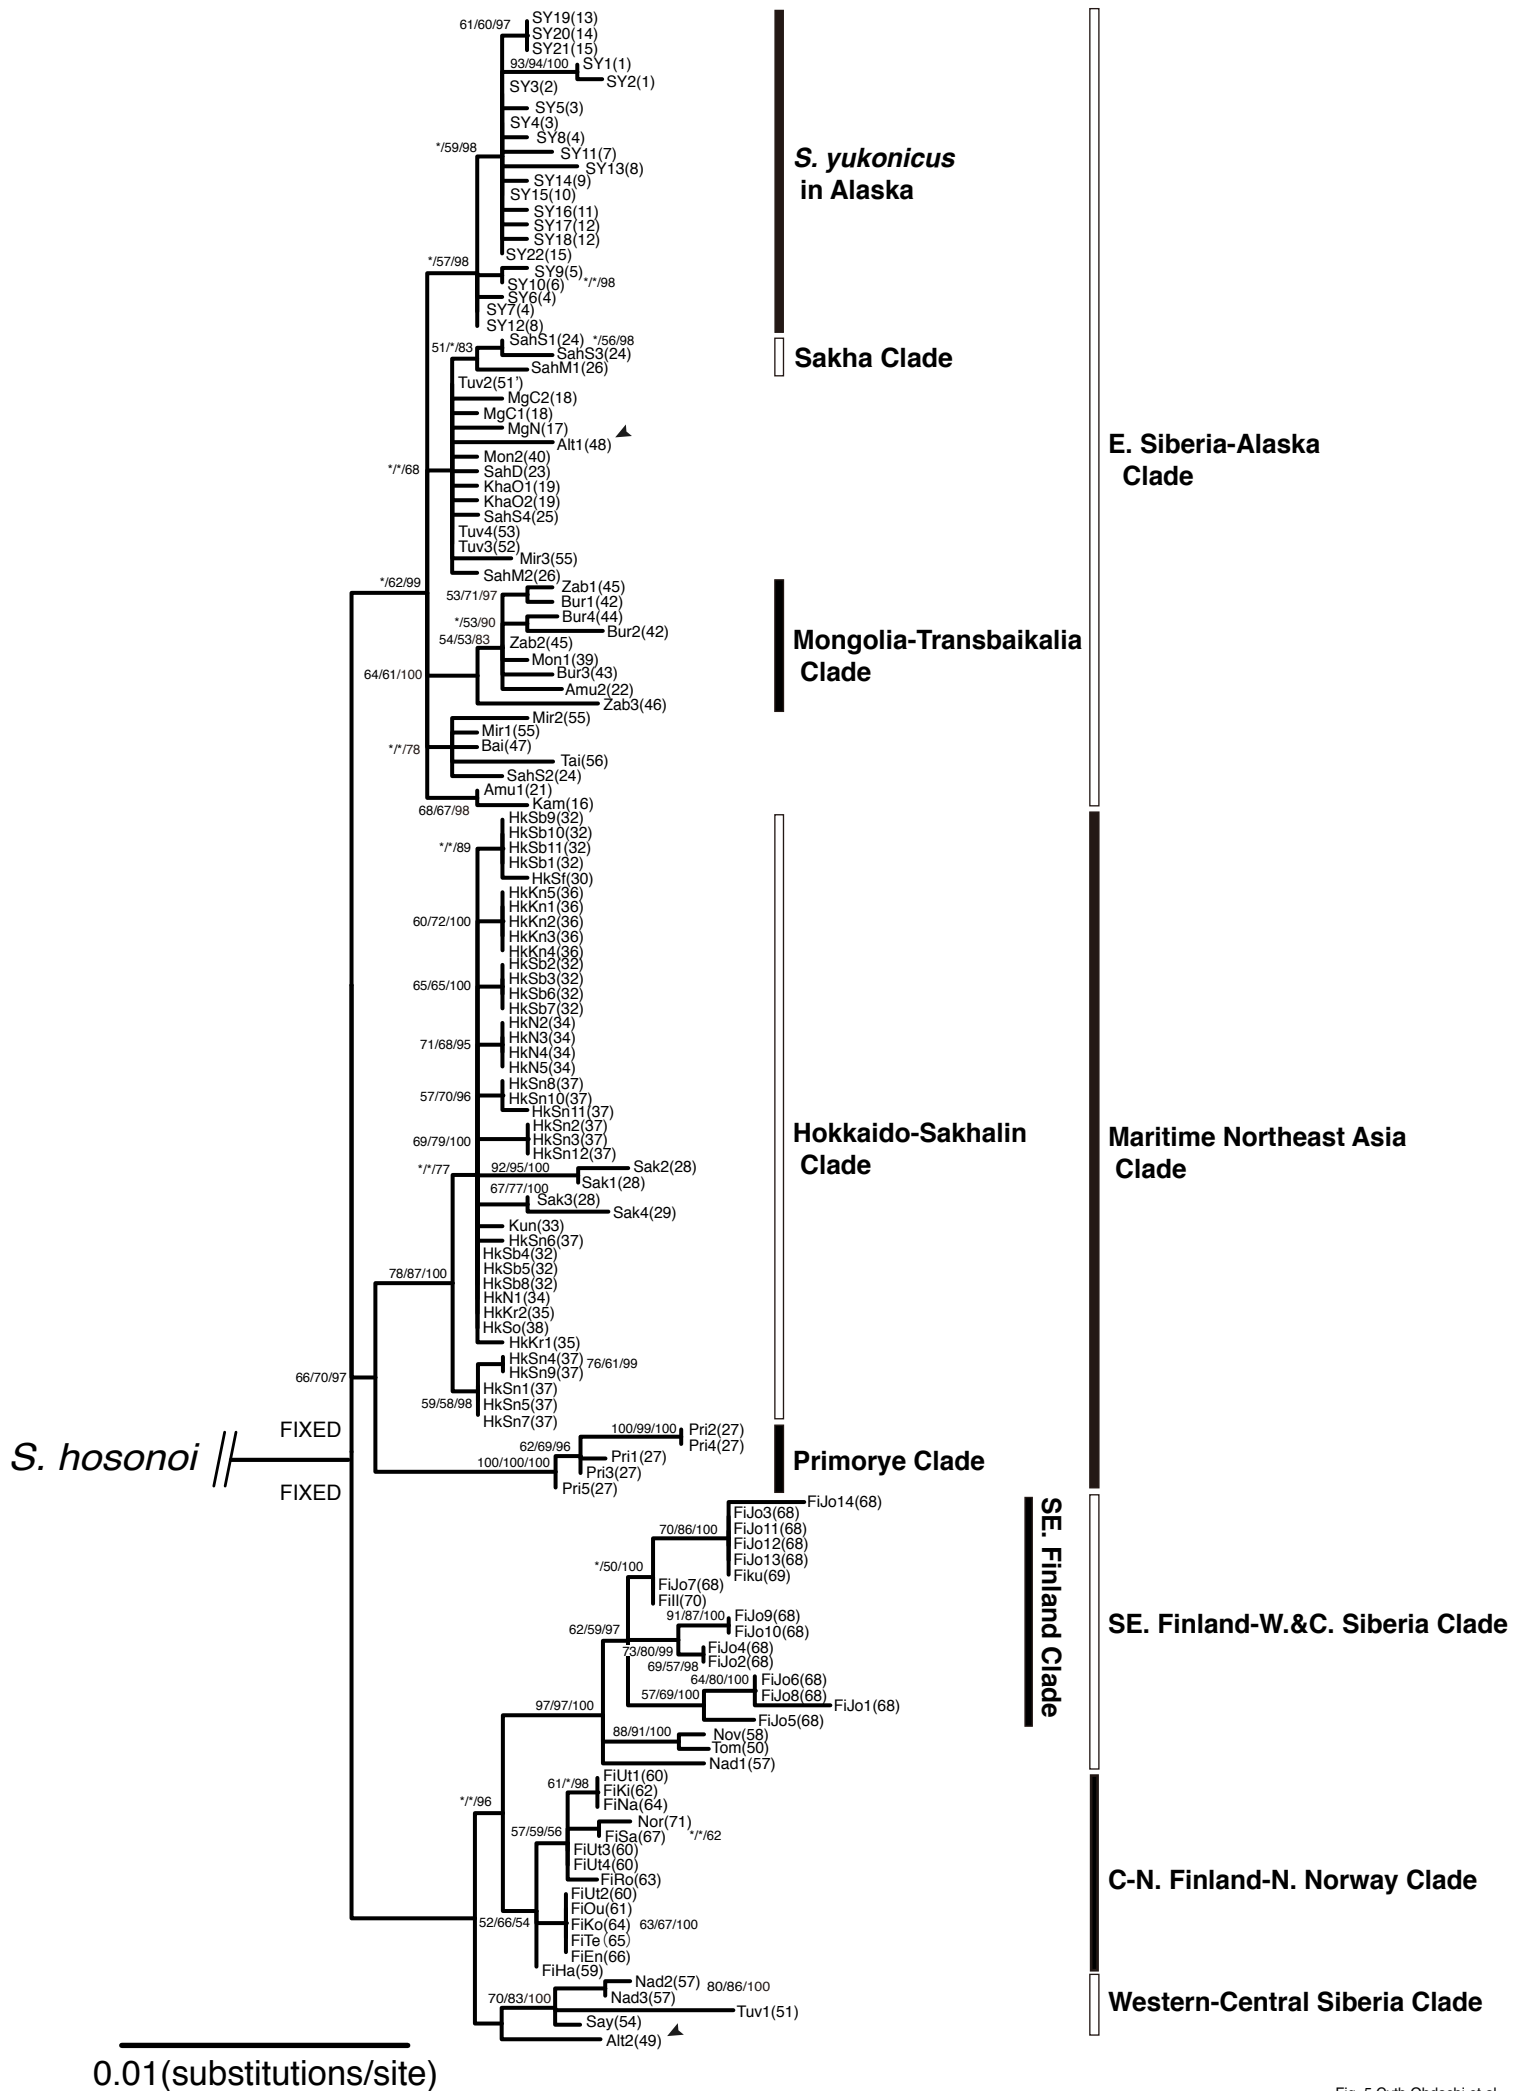 61/60/97
SY19(13)
SY20(14)
SY21(15)
93/94/100
SY1(1)
SY2(1)
SY3(2)
SY5(3)
SY4(3)
SY8(4)
*/59/98
SY11(7)
SY13(8)
SY14(9)
SY15(10)
SY16(11)
SY17(12)
SY18(12)
SY22(15)
*/57/98
SY9(5)
SY10(6)
*/*/98
SY6(4)
SY7(4)
SY12(8)
S. yukonicus
in Alaska
51/*/83
SahS1(24)
*/56/98
SahS3(24)
SahM1(26)
Sakha Clade
Tuv2(51')
MgC2(18)
MgC1(18)
MgN(17)
Alt1(48)
Mon2(40)
*/*/68
SahD(23)
KhaO1(19)
KhaO2(19)
SahS4(25)
Tuv4(53)
Tuv3(52)
Mir3(55)
SahM2(26)
E. Siberia-Alaska
Clade
*/62/99
53/71/97
Zab1(45)
Bur1(42)
*/53/90
Bur4(44)
Bur2(42)
54/53/83
Zab2(45)
Mon1(39)
64/61/100
Bur3(43)
Amu2(22)
Zab3(46)
Mongolia-Transbaikalia
Clade
Mir2(55)
Mir1(55)
*/*/78
Bai(47)
Tai(56)
SahS2(24)
Amu1(21)
68/67/98
Kam(16)
HkSb9(32)
HkSb10(32)
*/*/89
HkSb11(32)
HkSb1(32)
HkSf(30)
HkKn5(36)
HkKn1(36)
60/72/100
HkKn2(36)
HkKn3(36)
HkKn4(36)
HkSb2(32)
HkSb3(32)
65/65/100
HkSb6(32)
HkSb7(32)
HkN2(34)
HkN3(34)
71/68/95
HkN4(34)
HkN5(34)
HkSn8(37)
57/70/96
HkSn10(37)
HkSn11(37)
HkSn2(37)
69/79/100
HkSn3(37)
HkSn12(37)
*/*/77
92/95/100
Sak2(28)
Sak1(28)
67/77/100
Sak3(28)
Sak4(29)
Kun(33)
HkSn6(37)
HkSb4(32)
HkSb5(32)
78/87/100
HkSb8(32)
HkN1(34)
HkKr2(35)
HkSo(38)
HkKr1(35)
HkSn4(37)
76/61/99
HkSn9(37)
66/70/97
HkSn1(37)
59/58/98
HkSn5(37)
HkSn7(37)
Hokkaido-Sakhalin
Clade
Maritime Northeast Asia
Clade
FIXED
S. hosonoi
FIXED
100/99/100
Pri2(27)
Pri4(27)
62/69/96
Pri1(27)
100/100/100
Pri3(27)
Pri5(27)
Primorye Clade
FiJo14(68)
FiJo3(68)
70/86/100
FiJo11(68)
FiJo12(68)
FiJo13(68)
*/50/100
Fiku(69)
FiJo7(68)
FiIl(70)
91/87/100
FiJo9(68)
62/59/97
FiJo10(68)
73/80/99
FiJo4(68)
69/57/98
FiJo2(68)
64/80/100
FiJo6(68)
57/69/100
FiJo8(68)
FiJo1(68)
FiJo5(68)
SE. Finland Clade
97/97/100
88/91/100
Nov(58)
Tom(50)
Nad1(57)
SE. Finland-W.&C. Siberia Clade
FiUt1(60)
61/*/98
FiKi(62)
FiNa(64)
*/*/96
Nor(71)
57/59/56
FiSa(67)
*/*/62
FiUt3(60)
FiUt4(60)
FiRo(63)
FiUt2(60)
FiOu(61)
52/66/54
FiKo(64)
63/67/100
FiTe(65)
FiEn(66)
FiHa(59)
C-N. Finland-N. Norway Clade
Nad2(57)
80/86/100
70/83/100
Nad3(57)
Tuv1(51)
Say(54)
Alt2(49)
Western-Central Siberia Clade
0.01(substitutions/site)